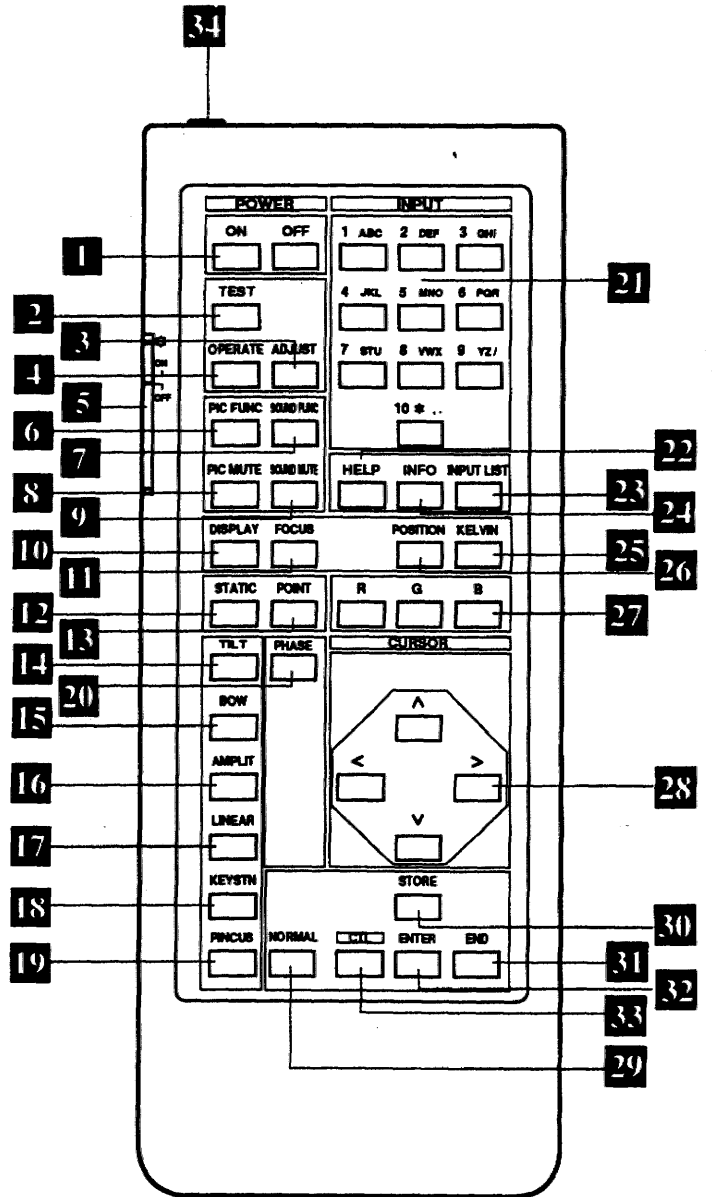 34
POWER INPUT
ON OFF 1 ABC 2 DEF 3 GHI
1
21
TEST 4 JKL 5 MNO 6 PQR
2
3
OPERATE ADJUST 7 STU 8 VWX 9 YZ/
4
ON
OFF
5
PIC FUNC SOUND FUNC 10 * ..
6
7
22
PIC MUTE SOUND MUTE HELP INFO INPUT LIST
8
23
9
24
DISPLAY FOCUS POSITION KELVIN
10
25
11
26
STATIC POINT R G B
12
27
13
TILT PHASE CURSOR
14
20
BOW
15
^
AMPLIT < >
16
28
LINEAR v
17
KEYSTN STORE
18
30
PINCUS NORMAL CTL ENTER END
19
31
32
33
29